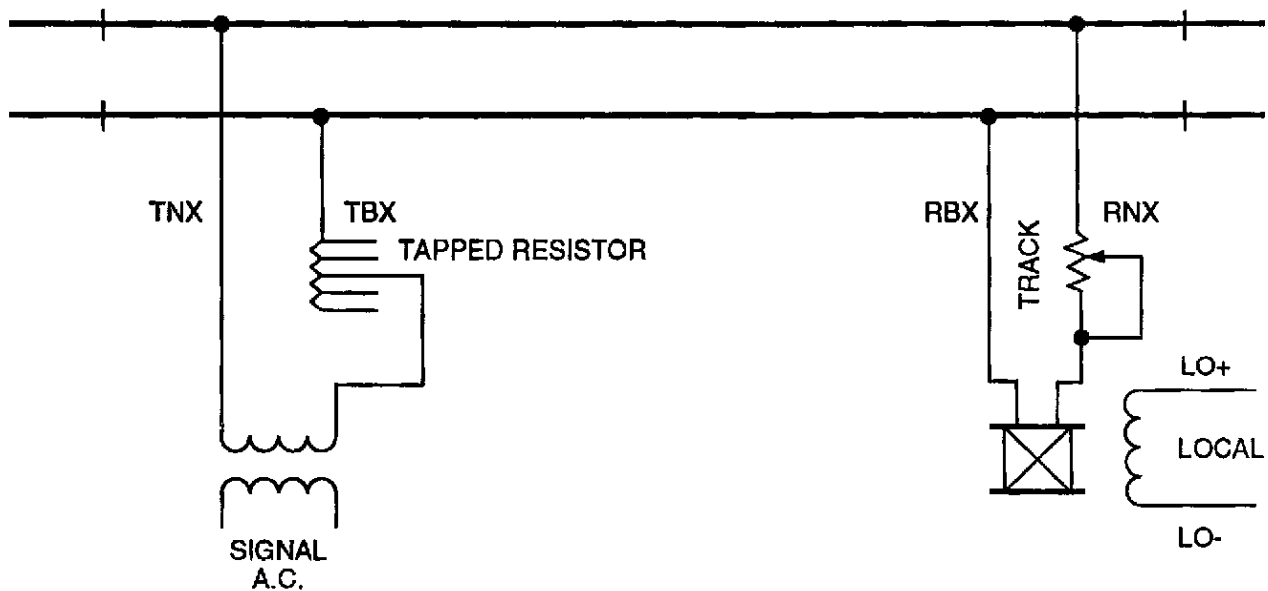 TNX
TBX
TAPPED RESISTOR
RBX
TRACK
RNX
LO+
LOCAL
LO-
SIGNAL
A.C.